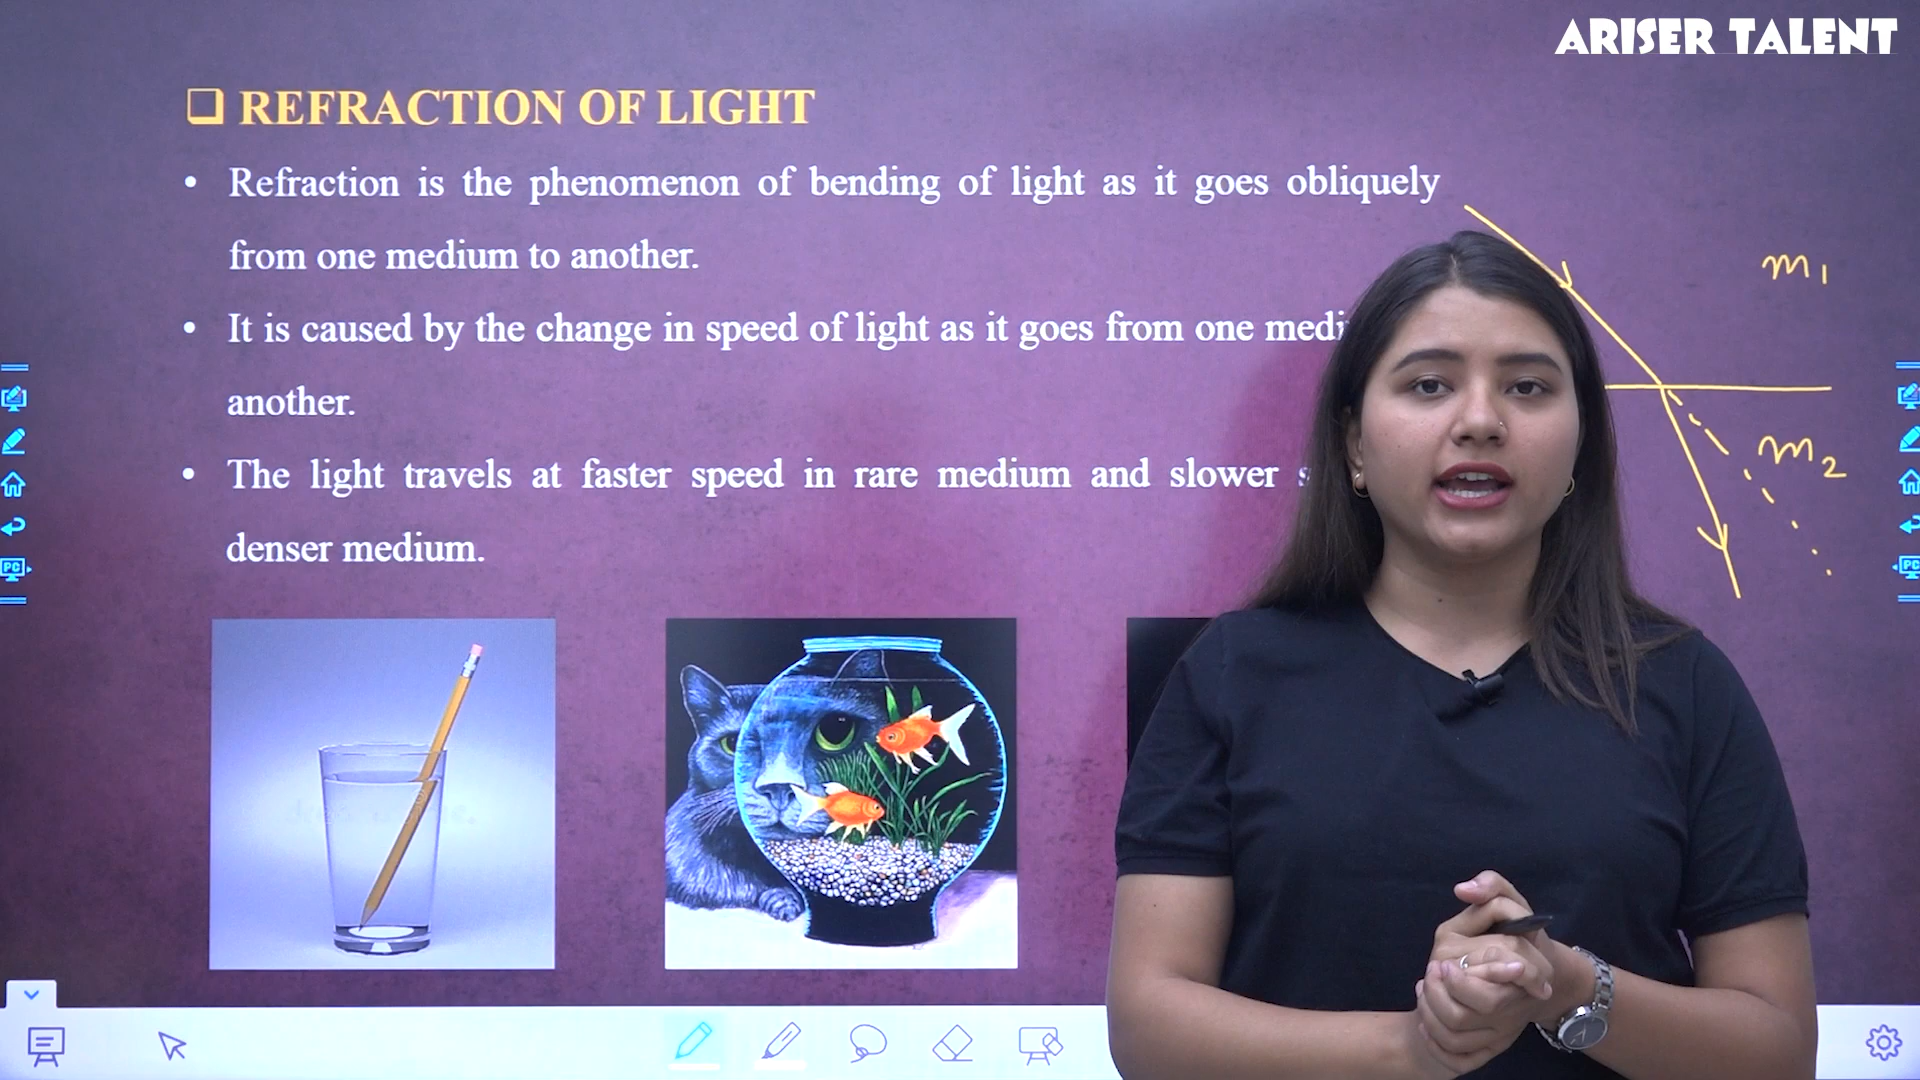 ARISER TALENT
❑ REFRACTION OF LIGHT
• Refraction is the phenomenon of bending of light as it goes obliquely
from one medium to another.
• It is caused by the change in speed of light as it goes from one medi
another.
• The light travels at faster speed in rare medium and slower s
denser medium.
m1
m2
PC
PC